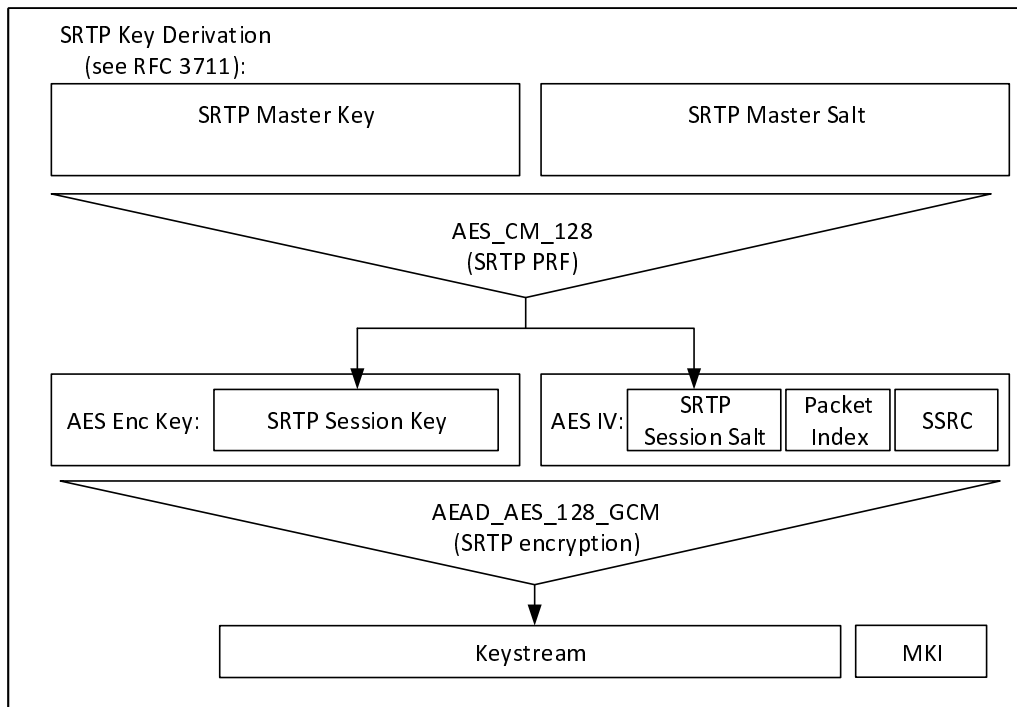 SRTP Key Derivation
(see RFC 3711):
SRTP Master Key
SRTP Master Salt
AES_CM_128
(SRTP PRF)
AES Enc Key:
SRTP Session Key
AES IV:
SRTP
Session Salt
Packet
Index
SSRC
AEAD_AES_128_GCM
(SRTP encryption)
Keystream
MKI